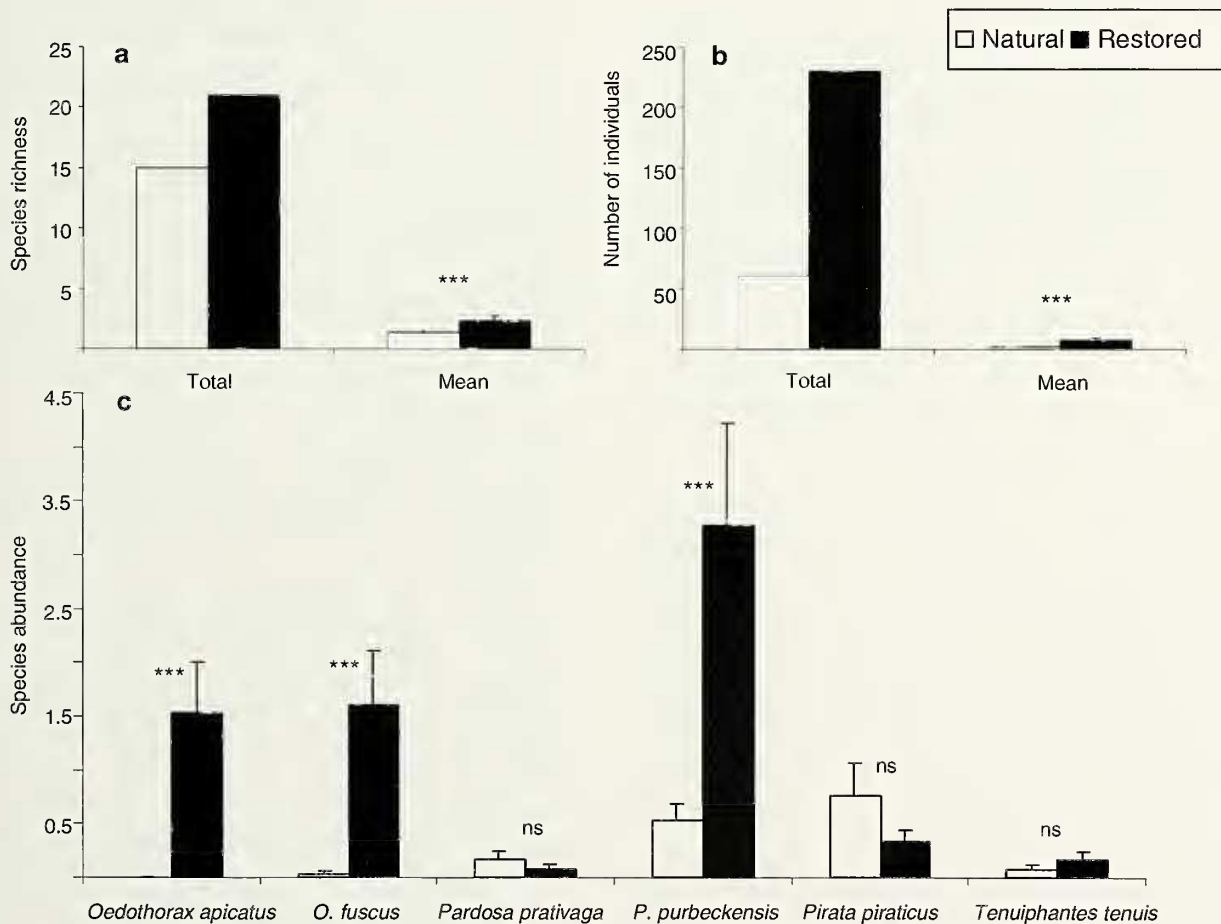 Natural Restored
a
25
20
15
10
5
Species richness
***
Total Mean
b
250
200
150
100
50
Number of individuals
***
Total Mean
c
4.5
3.5
2.5
1.5
0.5
Species abundance
***
***
ns
***
ns
ns
Oedothorax apicatus O. fuscus Pardosa prativaga P. purbeckensis Pirata piraticus Tenuiphantes tenuis